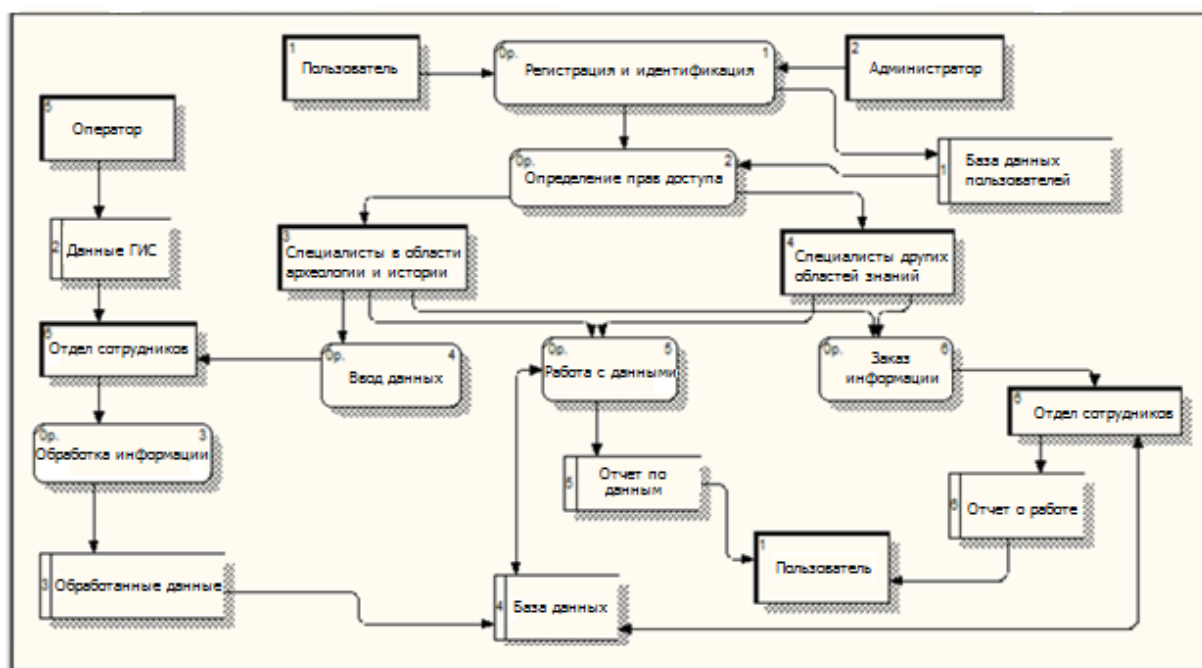 1
Пользователь
0р.
1
Регистрация и идентификация
2
Администратор
5
Оператор
0р.
2
Определение прав доступа
1
База данных
пользователей
2
Данные ГИС
3
Специалисты в области
археологии и истории
4
Специалисты других
областей знаний
6
Отдел сотрудников
0р.
4
Ввод данных
0р.
5
Работа с данными
0р.
6
Заказ
информации
6
Отдел сотрудников
0р.
3
Обработка информации
5
Отчет по
данным
6
Отчет о работе
1
Пользователь
3
Обработанные данные
4
База данных